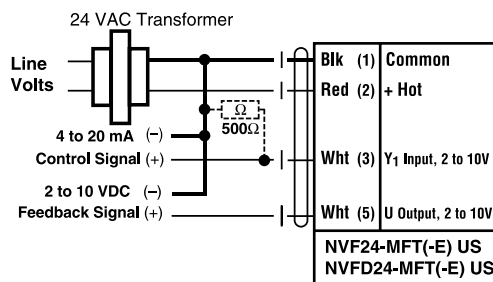 24 VAC Transformer
Line
Volts
Blk (1) Common
Red (2) + Hot
Ω
500Ω
4 to 20 mA (–)
Control Signal (+)
Wht (3) Y1 Input, 2 to 10V
2 to 10 VDC (–)
Feedback Signal (+)
Wht (5) U Output, 2 to 10V
NVF24-MFT(-E) US
NVFD24-MFT(-E) US